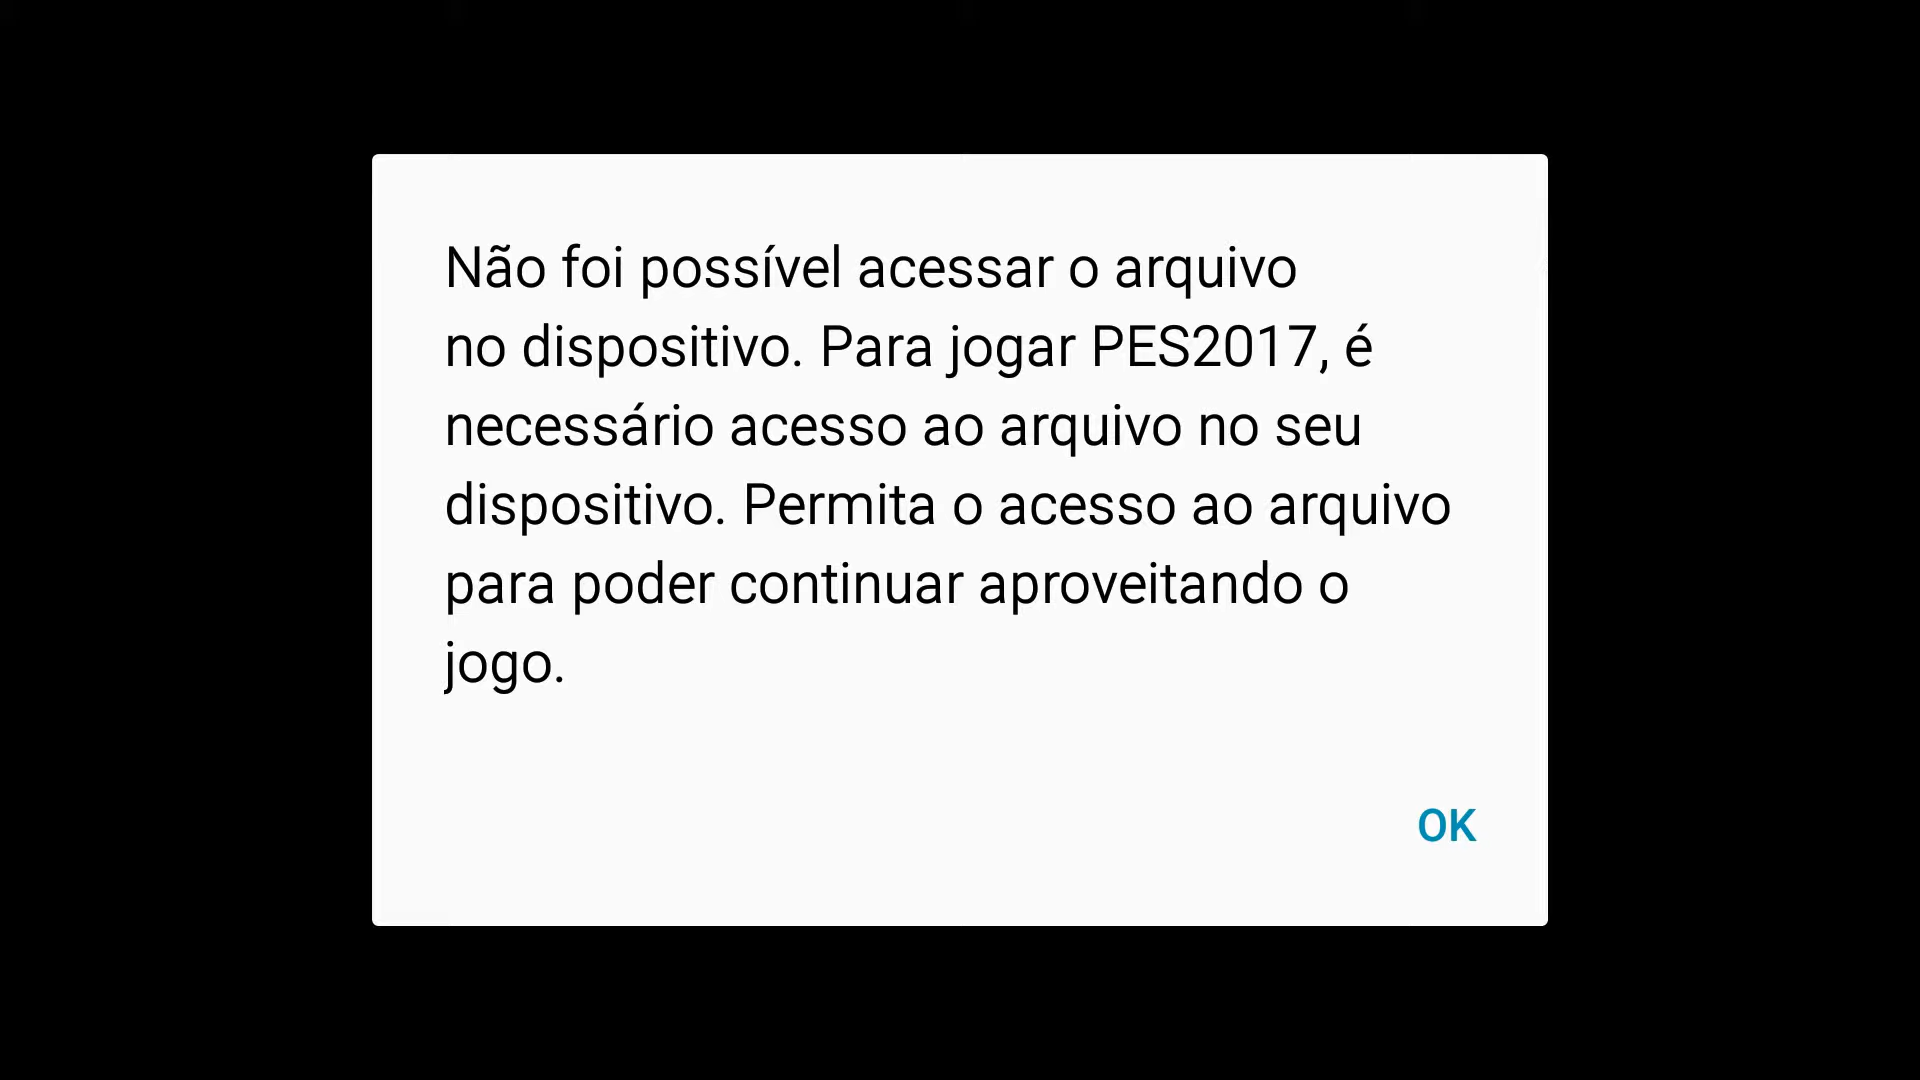 Não foi possível acessar o arquivo
no dispositivo. Para jogar PES2017, é
necessário acesso ao arquivo no seu
dispositivo. Permita o acesso ao arquivo
para poder continuar aproveitando o
jogo.
OK